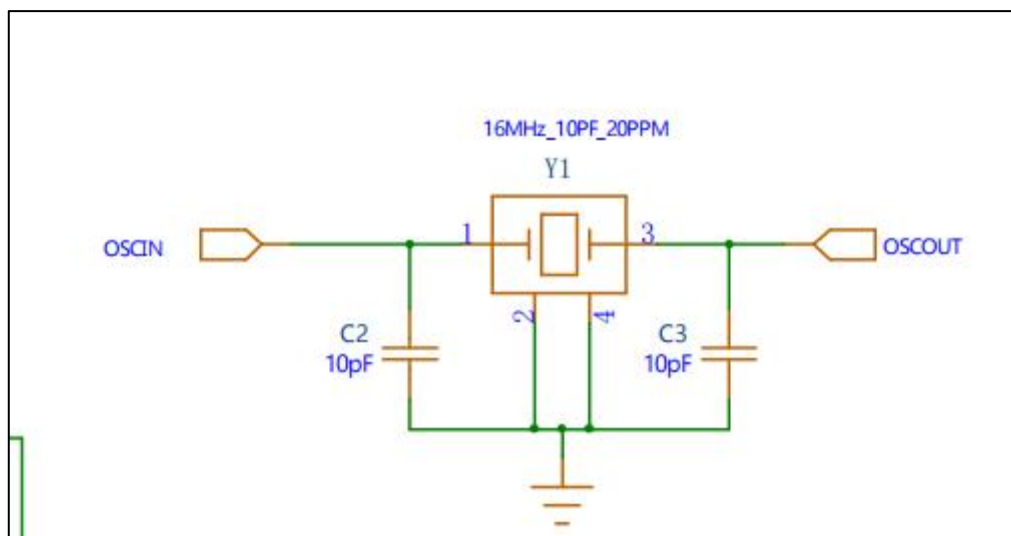 16MHz_10PF_20PPM
Y1
OSCIN
1
3
OSCOUT
2
4
C2
10pF
C3
10pF